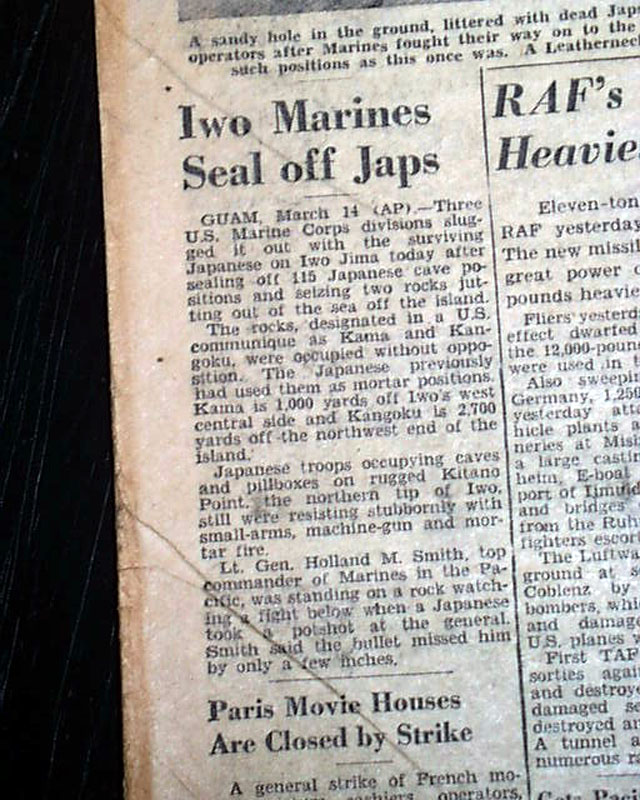 A sandy hole in the ground, littered with dead Japs
operators after Marines fought their way on to the
such positions as this once was. A Leatherneck
Iwo Marines
Seal off Japs
GUAM, March 14 (AP).—Three
U.S. Marine Corps divisions slug-
ged it out with the surviving
Japanese on Iwo Jima today after
sealing off 115 Japanese cave po-
sitions and seizing two rocks jut-
ting out of the sea off the island.
The rocks, designated in a U.S.
communique as Kama and Kan-
goku, were occupied without oppo-
sition. The Japanese previously
had used them as mortar positions.
Kama is 1,000 yards off Iwo's west
central side and Kangoku is 2,700
yards off the northwest end of the
island.
Japanese troops occupying caves
and pillboxes on rugged Kitano
Point, the northern tip of Iwo,
still were resisting stubbornly with
small-arms, machine-gun and mor-
tar fire.
Lt. Gen. Holland M. Smith, top
commander of Marines in the Pa-
cific, was standing on a rock watch-
ing a fight below when a Japanese
took a potshot at the general.
Smith said the bullet missed him
by only a few inches.
Paris Movie Houses
Are Closed by Strike
A general strike of French mo-
cashiers, operators,
RAF's
Heavie
Eleven-ton
RAF yesterday
The new missil
great power
pounds heavie
Fliers yesterd
effect dwarfed
the 12,000-poun
were used in
Also sweepi
Germany, 1,250
yesterday att
hicle plants a
neries at Mis
a large castin
heim, E-boat
port of Ijmuid
and bridges
from the Ruh
fighters escort
The Luftwa
ground at s
Coblenz by
bombers, whi
and damage
U.S. planes
First TAF
sorties again
and destroye
damaged se
destroyed an
A tunnel a
numerous ra